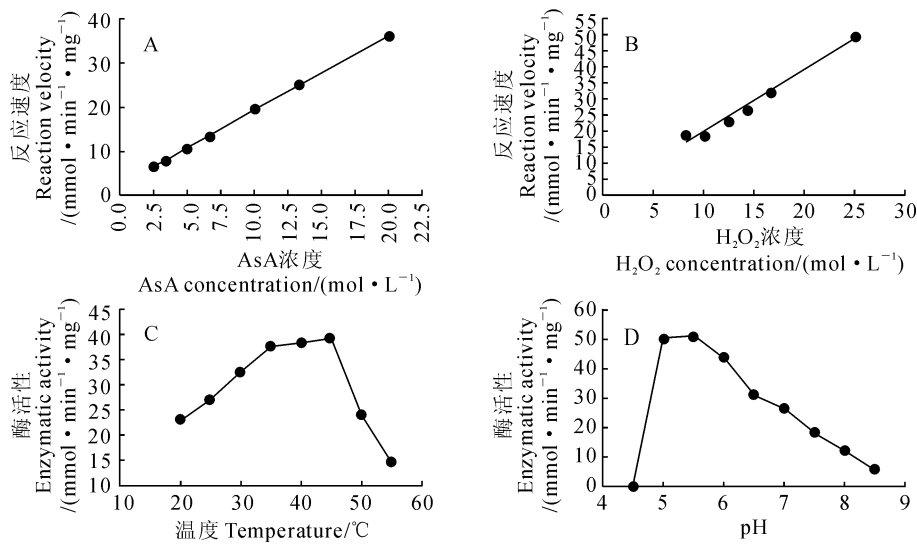 A
反应速度
Reaction velocity
/(mmol·min⁻¹·mg⁻¹)
40
30
20
10
0
0.0
2.5
5.0
7.5
10.0
12.5
15.0
17.5
20.0
22.5
AsA浓度
AsA concentration/(mol·L⁻¹)
B
反应速度
Reaction velocity
/(mmol·min⁻¹·mg⁻¹)
55
50
45
40
35
30
25
20
15
5
0
0 5 10 15 20 25 30
H₂O₂浓度
H₂O₂ concentration/(mol·L⁻¹)
C
酶活性
Enzymatic activity
/(mmol·min⁻¹·mg⁻¹)
45
40
35
30
25
20
15
10
10 20 30 40 50 60
温度 Temperature/℃
D
酶活性
Enzymatic activity
/(mmol·min⁻¹·mg⁻¹)
60
50
40
30
20
10
0
4 5 6 7 8 9
pH